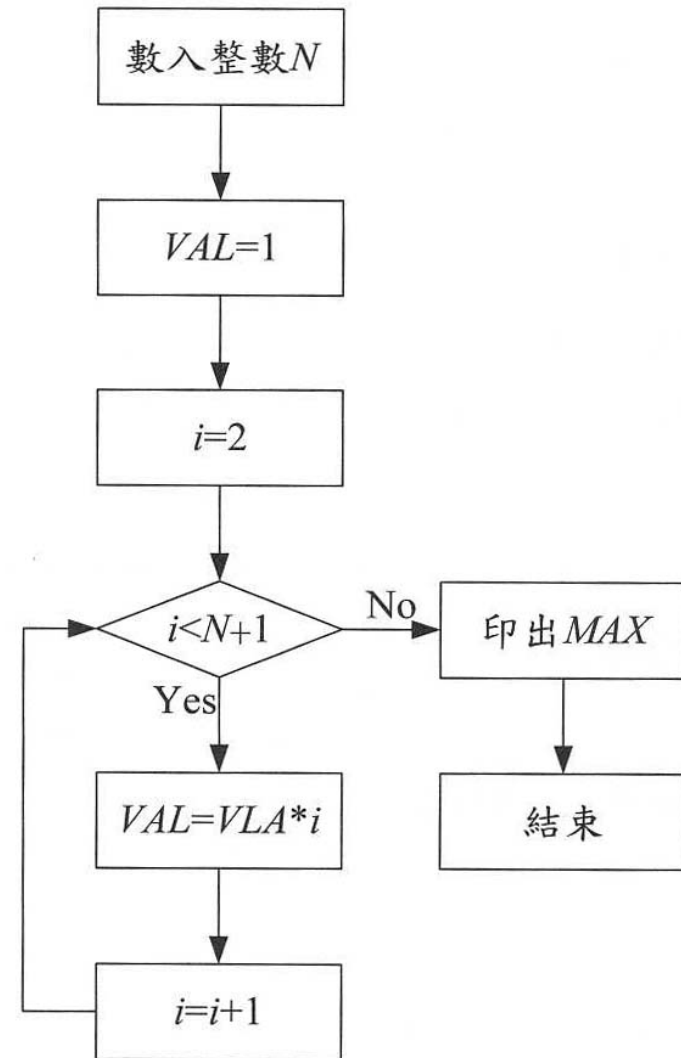 數入整數N
VAL=1
i=2
i<N+1
No
印出MAX
Yes
VAL=VLA*i
結束
i=i+1